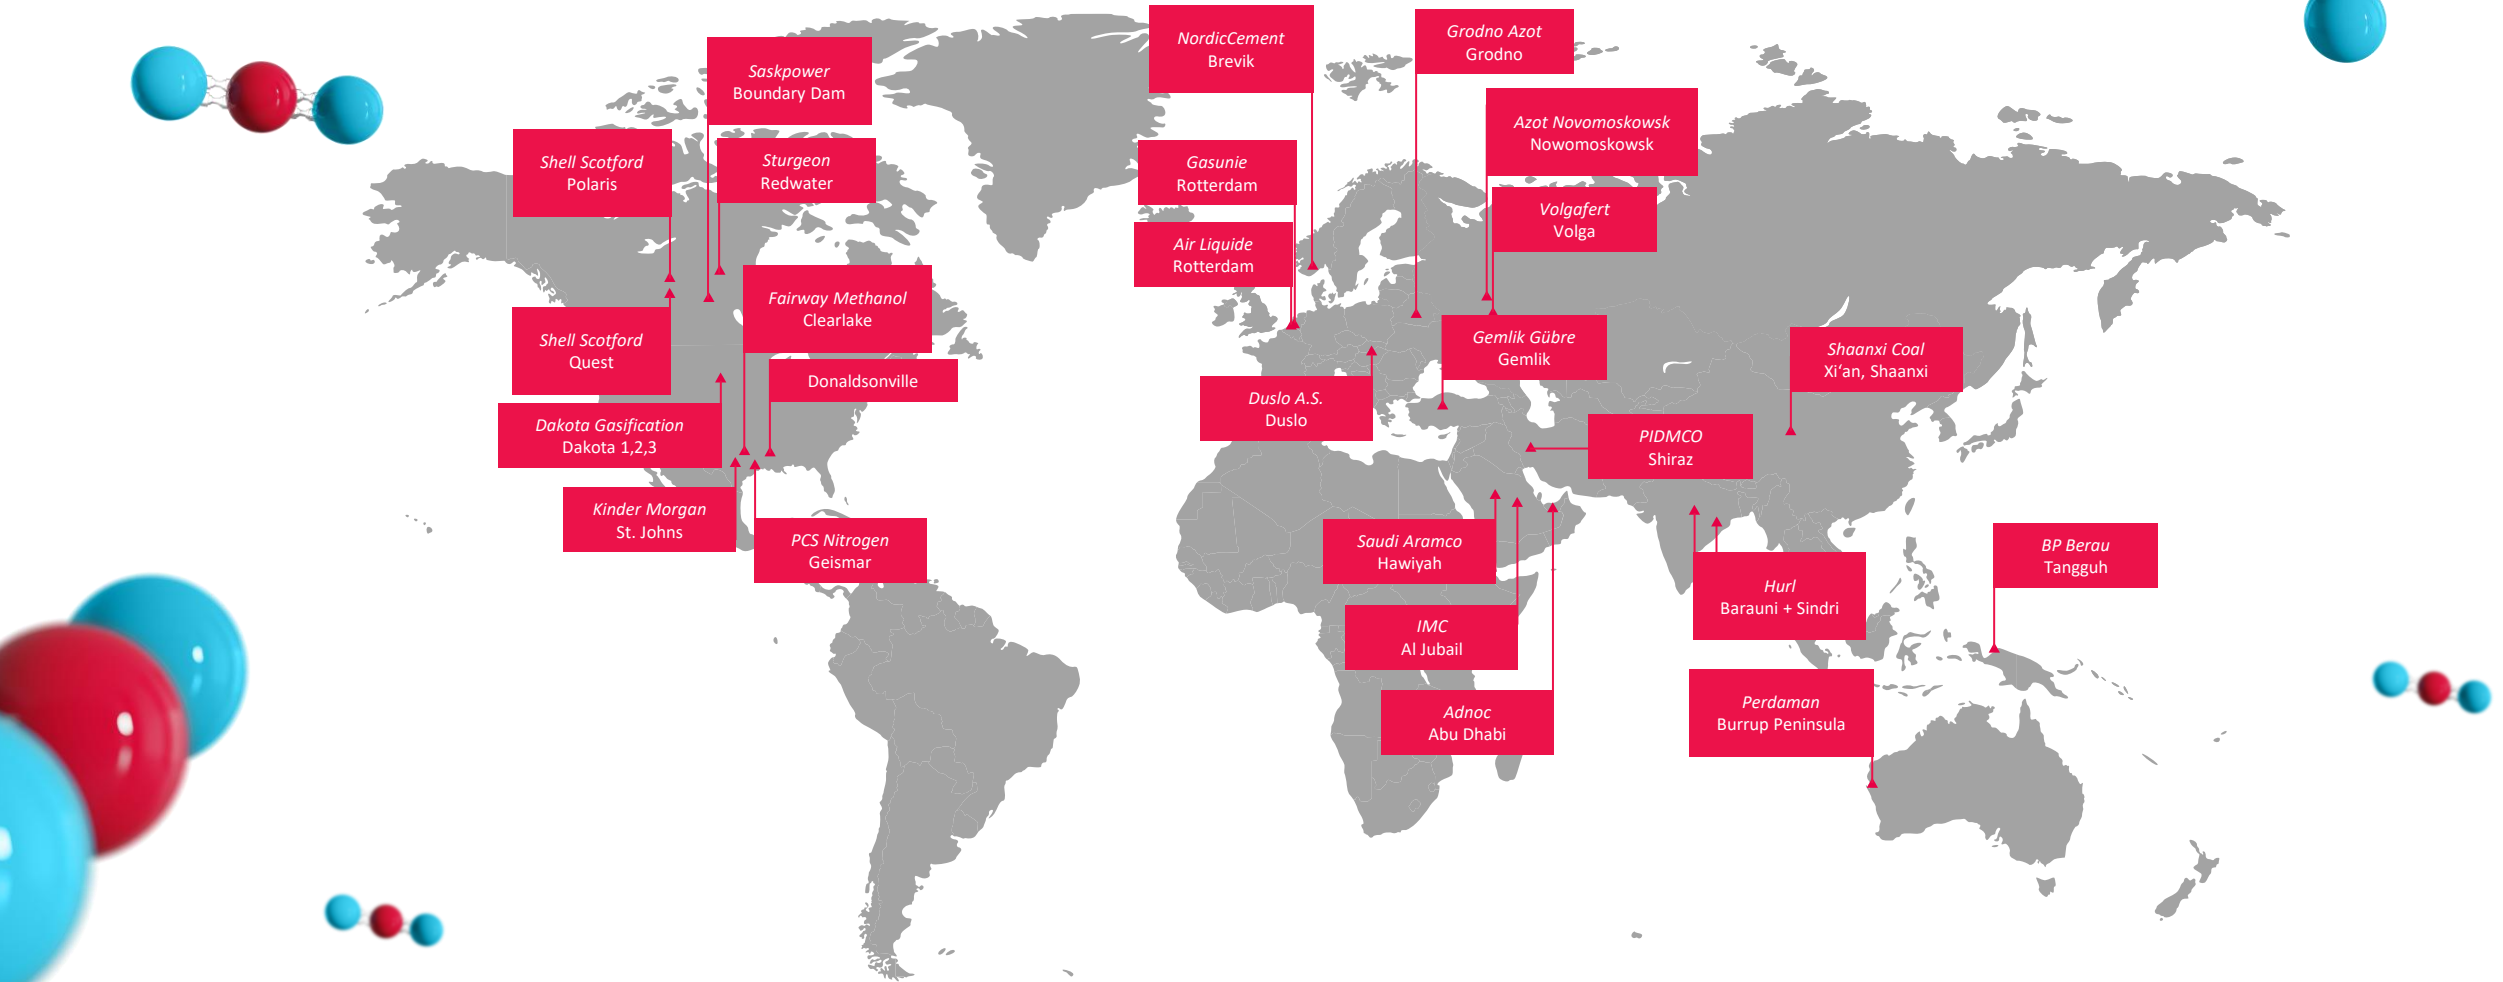 NordicCement
Brevik
Grodno Azot
Grodno
Saskpower
Boundary Dam
Azot Novomoskowsk
Nowomoskowsk
Shell Scotford
Polaris
Sturgeon
Redwater
Gasunie
Rotterdam
Volgafert
Volga
Air Liquide
Rotterdam
Fairway Methanol
Clearlake
Shell Scotford
Quest
Gemlik Gübre
Gemlik
Shaanxi Coal
Xi‘an, Shaanxi
Donaldsonville
Duslo A.S.
Duslo
Dakota Gasification
Dakota 1,2,3
PIDMCO
Shiraz
Kinder Morgan
St. Johns
PCS Nitrogen
Geismar
Saudi Aramco
Hawiyah
BP Berau
Tangguh
Hurl
Barauni + Sindri
IMC
Al Jubail
Adnoc
Abu Dhabi
Perdaman
Burrup Peninsula